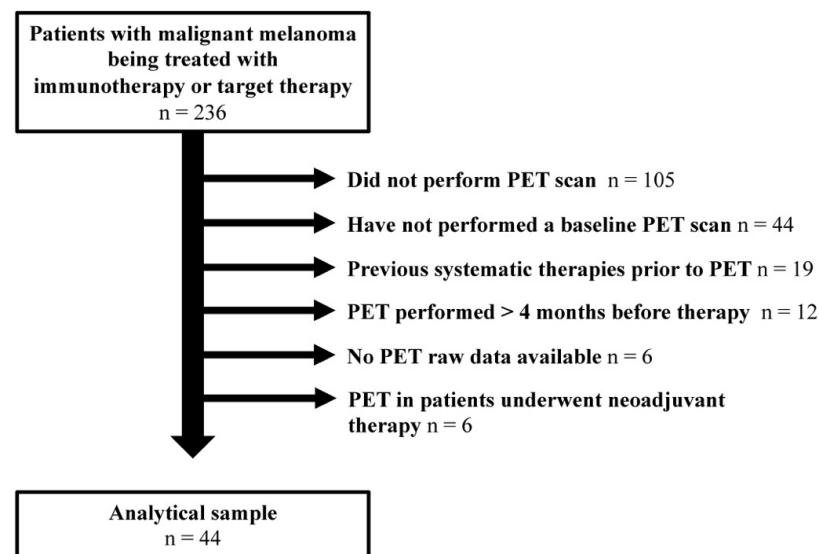 Patients with malignant melanoma
being treated with
immunotherapy or target therapy
n = 236
Did not perform PET scan n = 105
Have not performed a baseline PET scan n = 44
Previous systematic therapies prior to PET n = 19
PET performed > 4 months before therapy n = 12
No PET raw data available n = 6
PET in patients underwent neoadjuvant
therapy n = 6
Analytical sample
n = 44